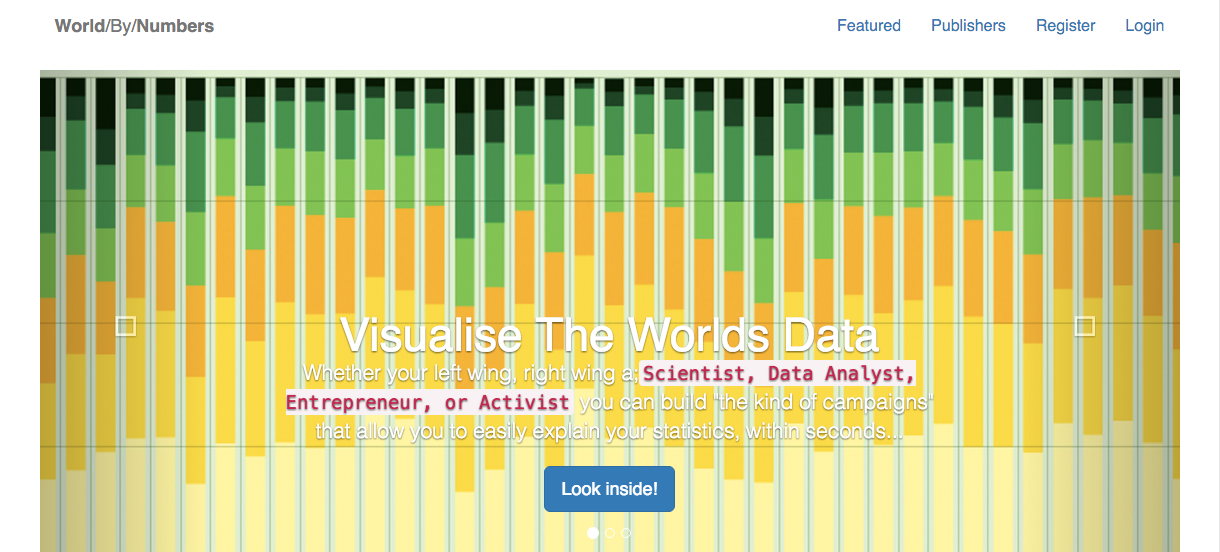 World/By/Numbers
Featured Publishers Register Login
Visualise The Worlds Data
Whether your left wing, right wing a; Scientist, Data Analyst,
Entrepreneur, or Activist you can build "the kind of campaigns"
that allow you to easily explain your statistics, within seconds...
Look inside!